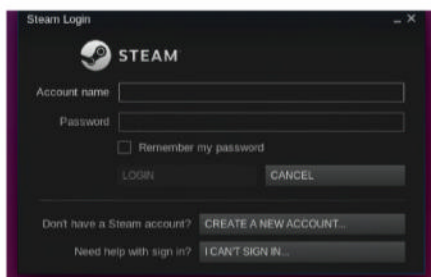 Steam Login
STEAM
Account name
Password
Remember my password
LOGIN CANCEL
Don't have a Steam account? CREATE A NEW ACCOUNT...
Need help with sign in? I CAN'T SIGN IN...